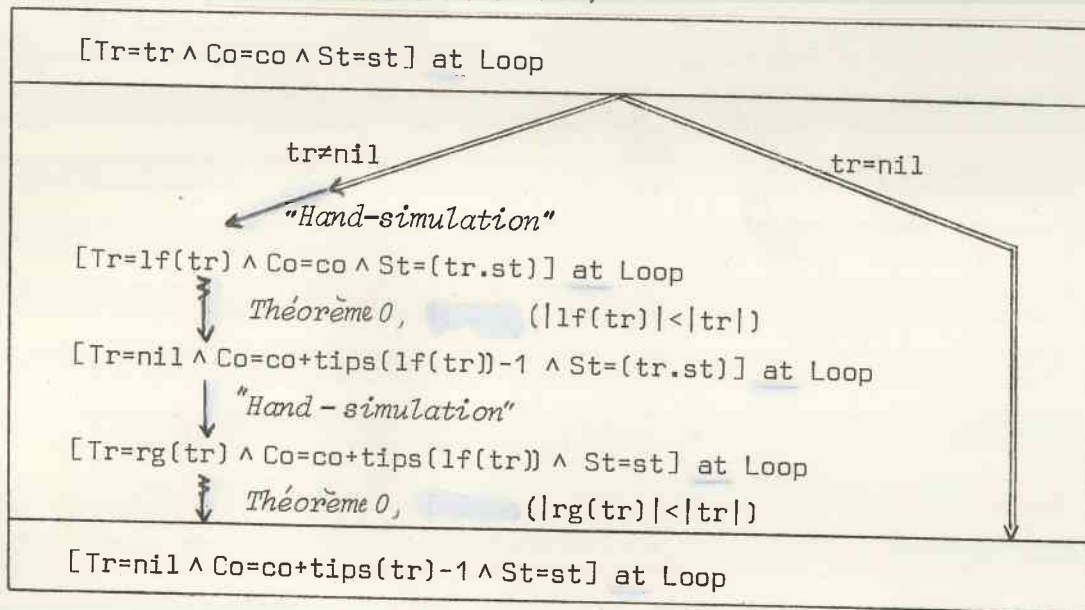 [Tr=tr ∧ Co=co ∧ St=st] at Loop
tr≠nil
tr=nil
"Hand-simulation"
[Tr=lf(tr) ∧ Co=co ∧ St=(tr.st)] at Loop
Théorème 0, (|lf(tr)|<|tr|)
[Tr=nil ∧ Co=co+tips(lf(tr))-1 ∧ St=(tr.st)] at Loop
"Hand-simulation"
[Tr=rg(tr) ∧ Co=co+tips(lf(tr)) ∧ St=st] at Loop
Théorème 0, (|rg(tr)|<|tr|)
[Tr=nil ∧ Co=co+tips(tr)-1 ∧ St=st] at Loop